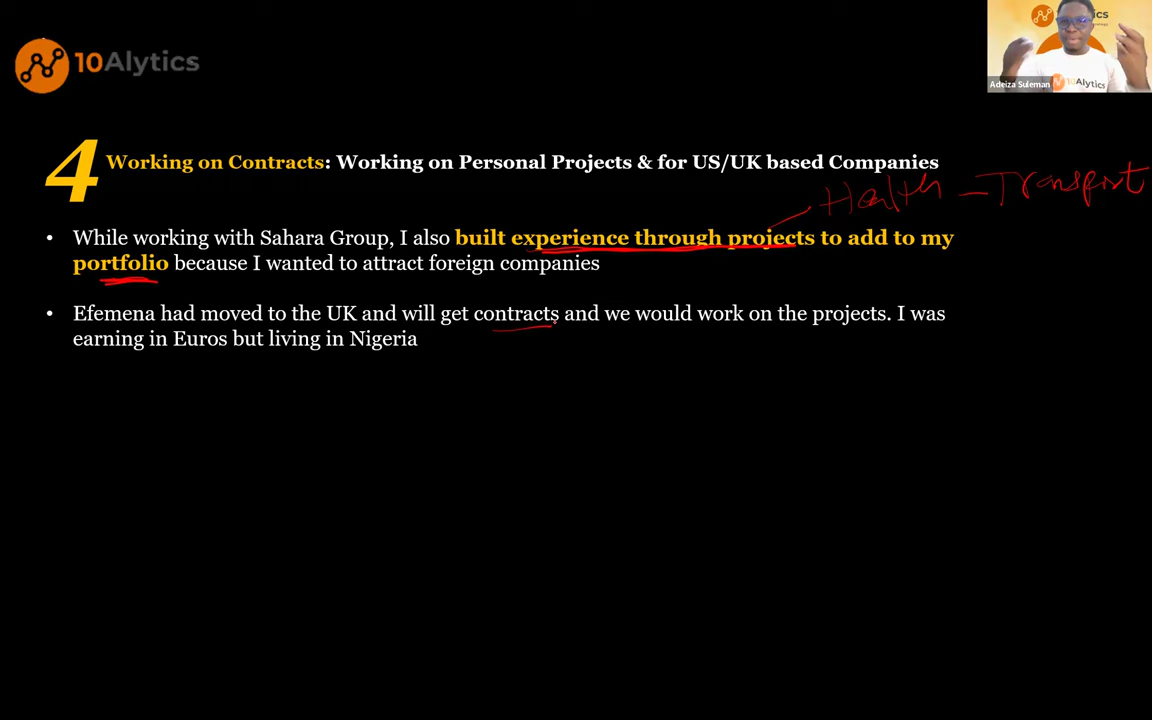 10Alytics
Adeiza Suleman
10Alytics
4 Working on Contracts: Working on Personal Projects & for US/UK based Companies
Health - Transport
• While working with Sahara Group, I also built experience through projects to add to my
portfolio because I wanted to attract foreign companies
• Efemena had moved to the UK and will get contracts and we would work on the projects. I was
earning in Euros but living in Nigeria